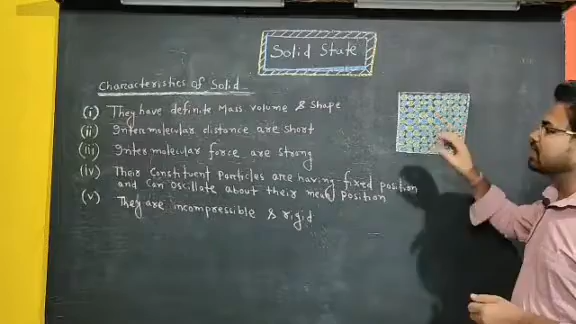 Solid State
Characteristics of Solid
(i) They have definite mass volume & shape
(ii) Intermolecular distance are short
(iii) Intermolecular force are strong
(iv) Their constituent Particles are having fixed position
and can oscillate about their mean position
(v) They are incompressible & rigid